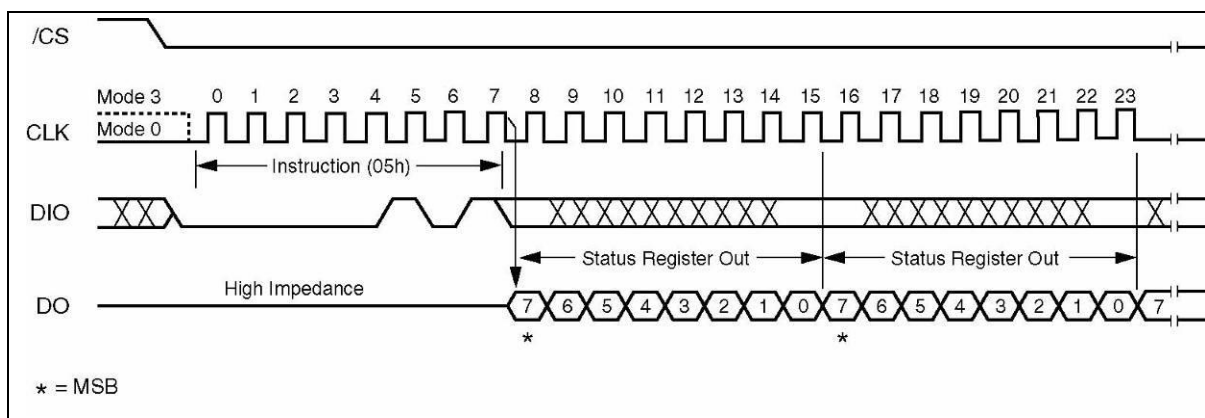 /CS
Mode 3 0 1 2 3 4 5 6 7 8 9 10 11 12 13 14 15 16 17 18 19 20 21 22 23
CLK Mode 0
Instruction (05h)
DIO
Status Register Out Status Register Out
High Impedance
DO 7 6 5 4 3 2 1 0 7 6 5 4 3 2 1 0 7
* *
* = MSB